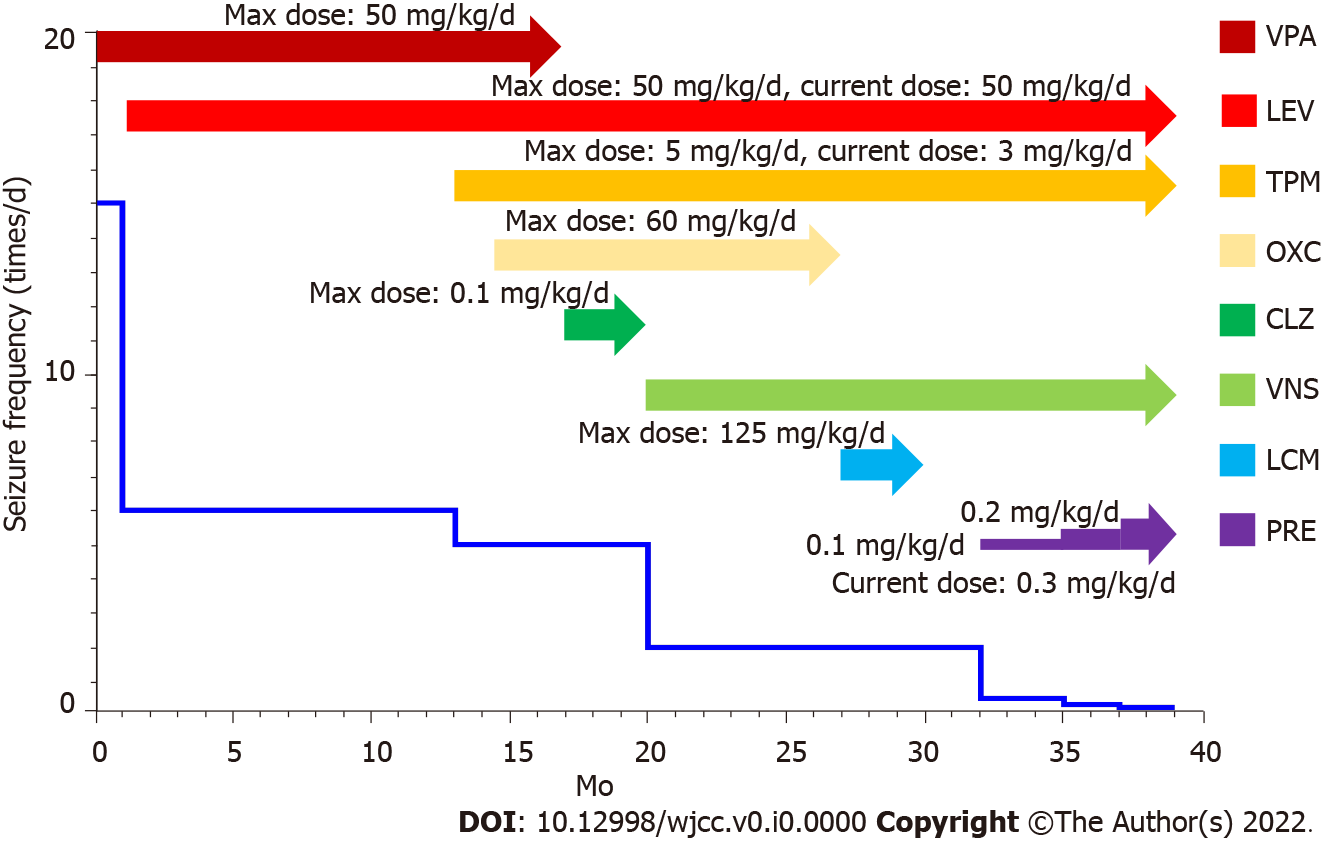 Max dose: 50 mg/kg/d
VPA
20
Max dose: 50 mg/kg/d, current dose: 50 mg/kg/d
LEV
Max dose: 5 mg/kg/d, current dose: 3 mg/kg/d
TPM
Max dose: 60 mg/kg/d
OXC
Max dose: 0.1 mg/kg/d
CLZ
Seizure frequency (times/d)
10
VNS
Max dose: 125 mg/kg/d
LCM
0.2 mg/kg/d
PRE
0.1 mg/kg/d
Current dose: 0.3 mg/kg/d
0
0 5 10 15 20 25 30 35 40
Mo
DOI: 10.12998/wjcc.v0.i0.0000 Copyright ©The Author(s) 2022.